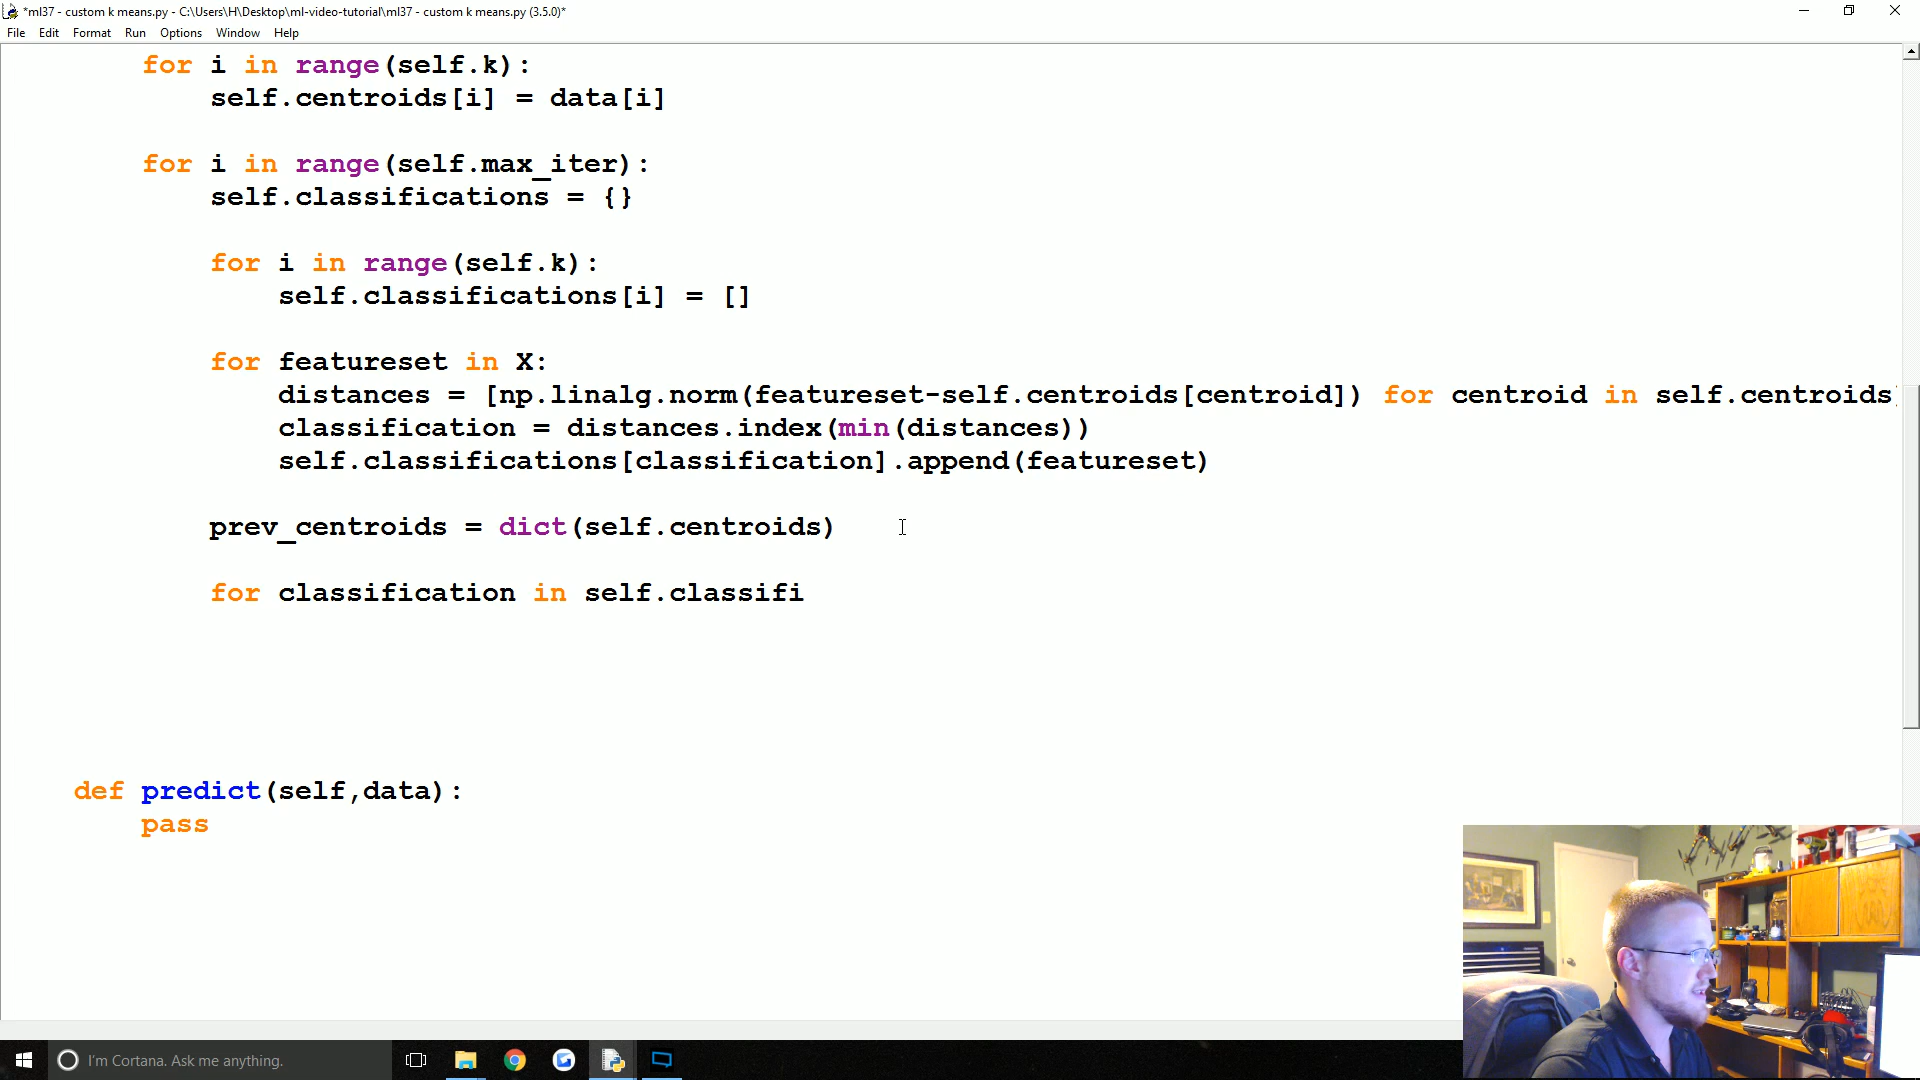 *ml37 - custom k means.py - C:\Users\H\Desktop\ml-video-tutorial\ml37 - custom k means.py (3.5.0)*
File Edit Format Run Options Window Help
for i in range(self.k):
self.centroids[i] = data[i]
for i in range(self.max_iter):
self.classifications = {}
for i in range(self.k):
self.classifications[i] = []
for featureset in X:
distances = [np.linalg.norm(featureset-self.centroids[centroid]) for centroid in self.centroids]
classification = distances.index(min(distances))
self.classifications[classification].append(featureset)
prev_centroids = dict(self.centroids)
for classification in self.classifi
def predict(self,data):
pass
I'm Cortana. Ask me anything.